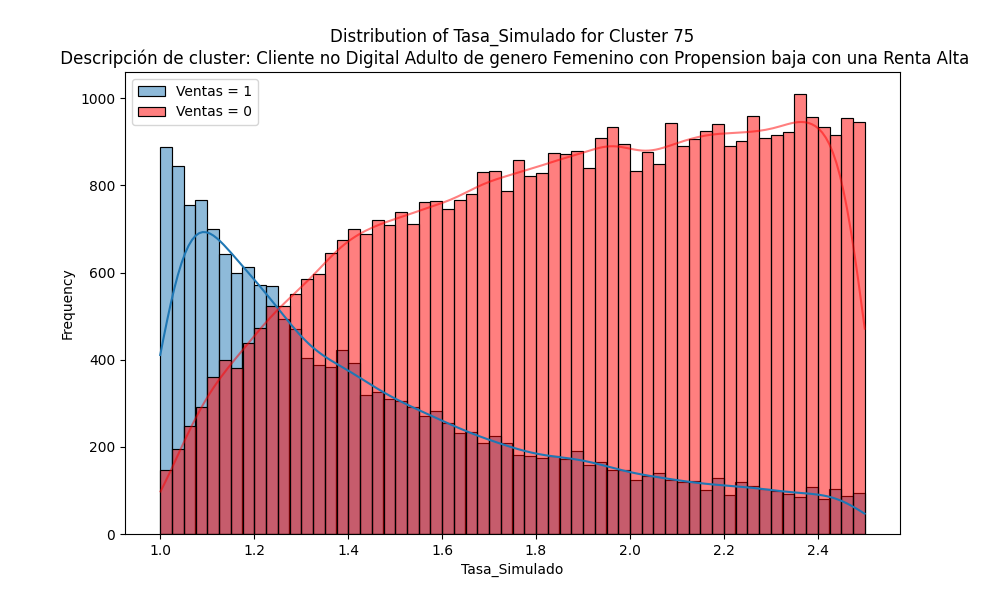 Distribution of Tasa_Simulado for Cluster 75
Descripción de cluster: Cliente no Digital Adulto de genero Femenino con Propension baja con una Renta Alta
Ventas = 1
Ventas = 0
1000
800
600
400
200
0
Frequency
1.0 1.2 1.4 1.6 1.8 2.0 2.2 2.4
Tasa_Simulado